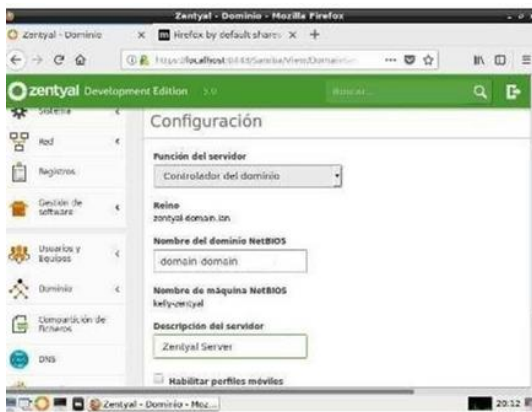 Zentyal - Dominio - Mozilla Firefox
Zentyal - Dominio
Firefox by default shares
zentyal Development Edition 5.0
Buscar...
Sistema
Red
Registros
Gestión de software
Usuarios y Equipos
Dominio
Compartición de ficheros
DNS
Configuración
Función del servidor
Controlador del dominio
Reino
zentyal-domain.lan
Nombre del dominio NetBIOS
-domain-domain
Nombre de máquina NetBIOS
kelly-zentyal
Descripción del servidor
Zentyal Server
Habilitar perfiles móviles
Zentyal - Dominio - Moz...
20:12